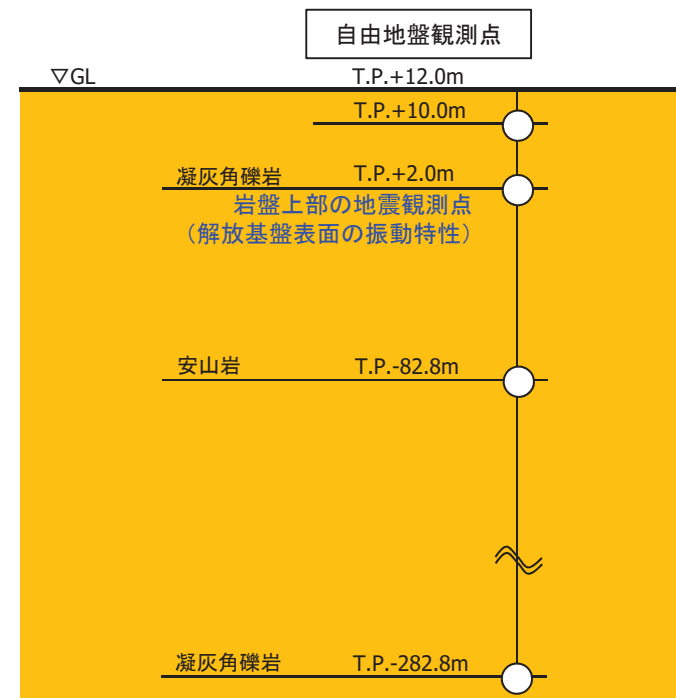 自由地盤観測点
▽GL T.P.+12.0m
T.P.+10.0m
凝灰角礫岩 T.P.+2.0m
岩盤上部の地震観測点
（解放基盤表面の振動特性）
安山岩 T.P.-82.8m
凝灰角礫岩 T.P.-282.8m